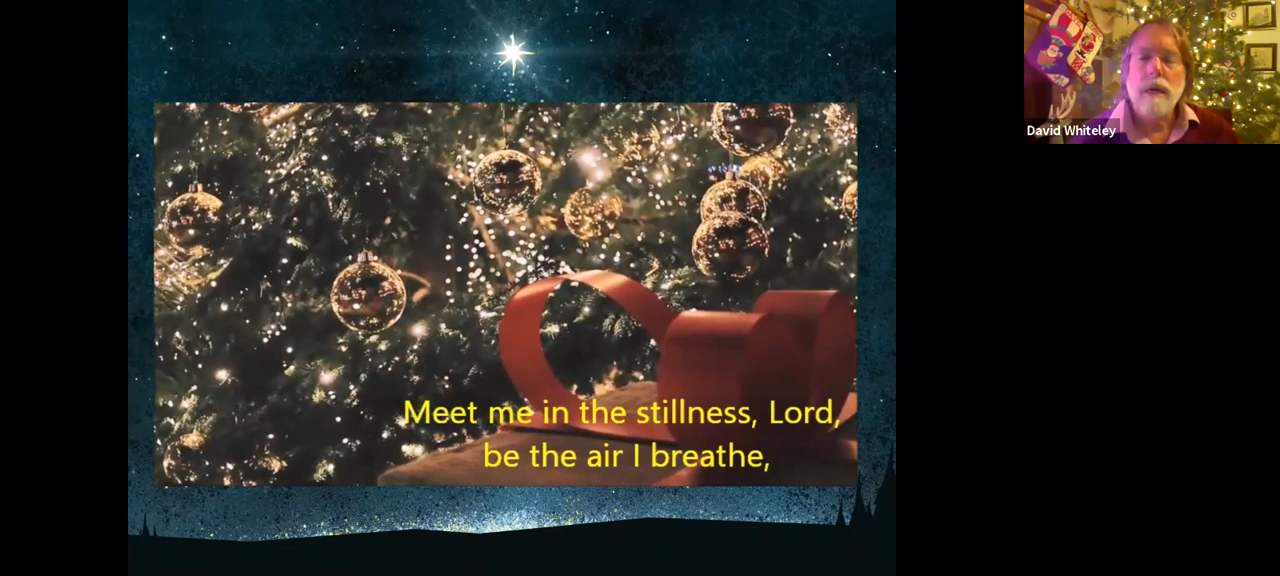 David Whiteley
Meet me in the stillness, Lord,
be the air I breathe,